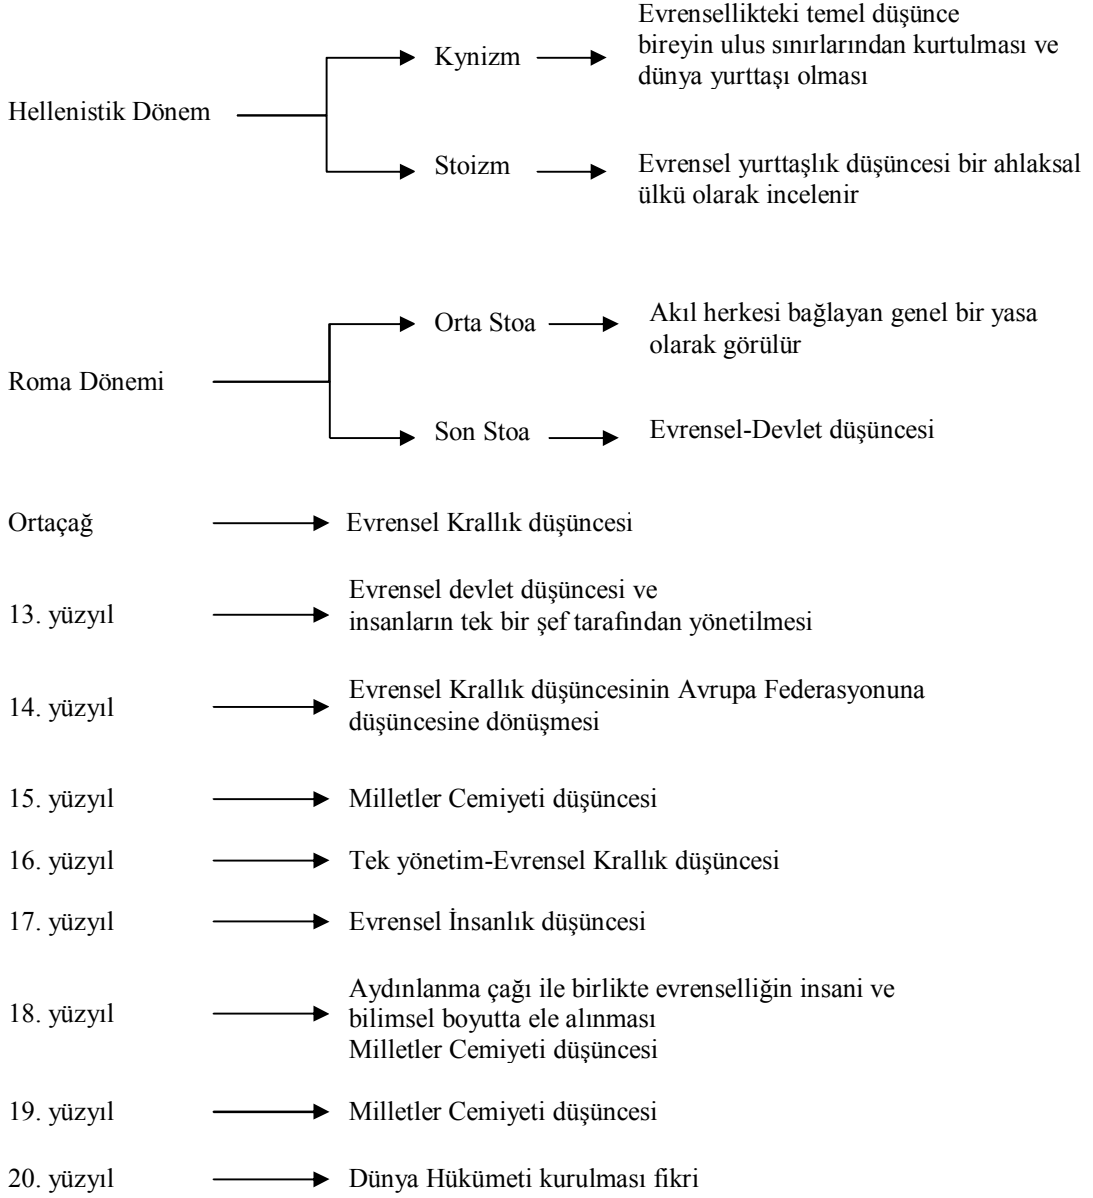 Evrensellikteki temel düşünce
Kynizm
bireyin ulus sınırlarından kurtulması ve
dünya yurttaşı olması
Hellenistik Dönem
Stoizm
Evrensel yurttaşlık düşüncesi bir ahlaksal
ülkü olarak incelenir
Orta Stoa
Akıl herkesi bağlayan genel bir yasa
olarak görülür
Roma Dönemi
Son Stoa
Evrensel-Devlet düşüncesi
Ortaçağ
Evrensel Krallık düşüncesi
13. yüzyıl
Evrensel devlet düşüncesi ve
insanların tek bir şef tarafından yönetilmesi
14. yüzyıl
Evrensel Krallık düşüncesinin Avrupa Federasyonuna
düşüncesine dönüşmesi
15. yüzyıl
Milletler Cemiyeti düşüncesi
16. yüzyıl
Tek yönetim-Evrensel Krallık düşüncesi
17. yüzyıl
Evrensel İnsanlık düşüncesi
18. yüzyıl
Aydınlanma çağı ile birlikte evrenselliğin insani ve
bilimsel boyutta ele alınması
Milletler Cemiyeti düşüncesi
19. yüzyıl
Milletler Cemiyeti düşüncesi
20. yüzyıl
Dünya Hükümeti kurulması fikri